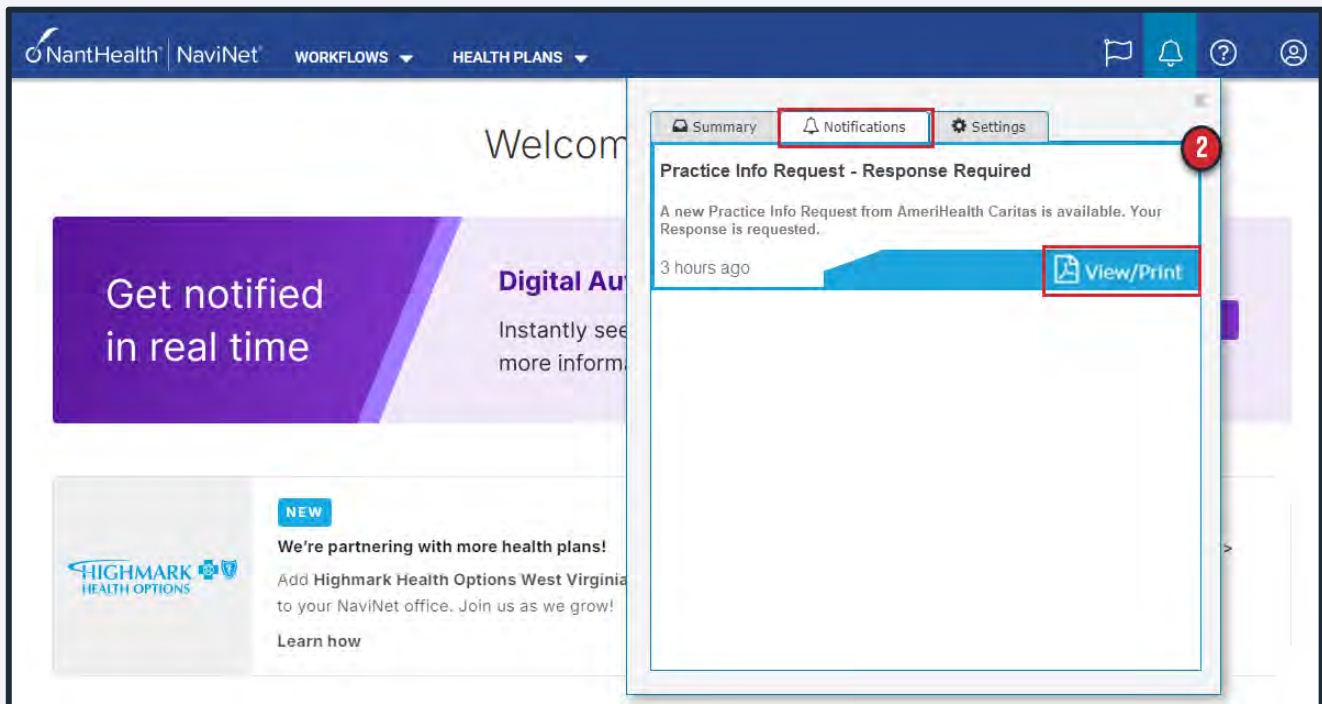 NantHealth® NaviNet® WORKFLOWS HEALTH PLANS
Welcom
Summary Notifications Settings
2
Practice Info Request - Response Required
A new Practice Info Request from AmeriHealth Caritas is available. Your
Response is requested.
3 hours ago
View/Print
Get notified
in real time
Digital Au
Instantly see
more informa
HIGHMARK
HEALTH OPTIONS
NEW
We're partnering with more health plans!
Add Highmark Health Options West Virginia
to your NaviNet office. Join us as we grow!
Learn how
>